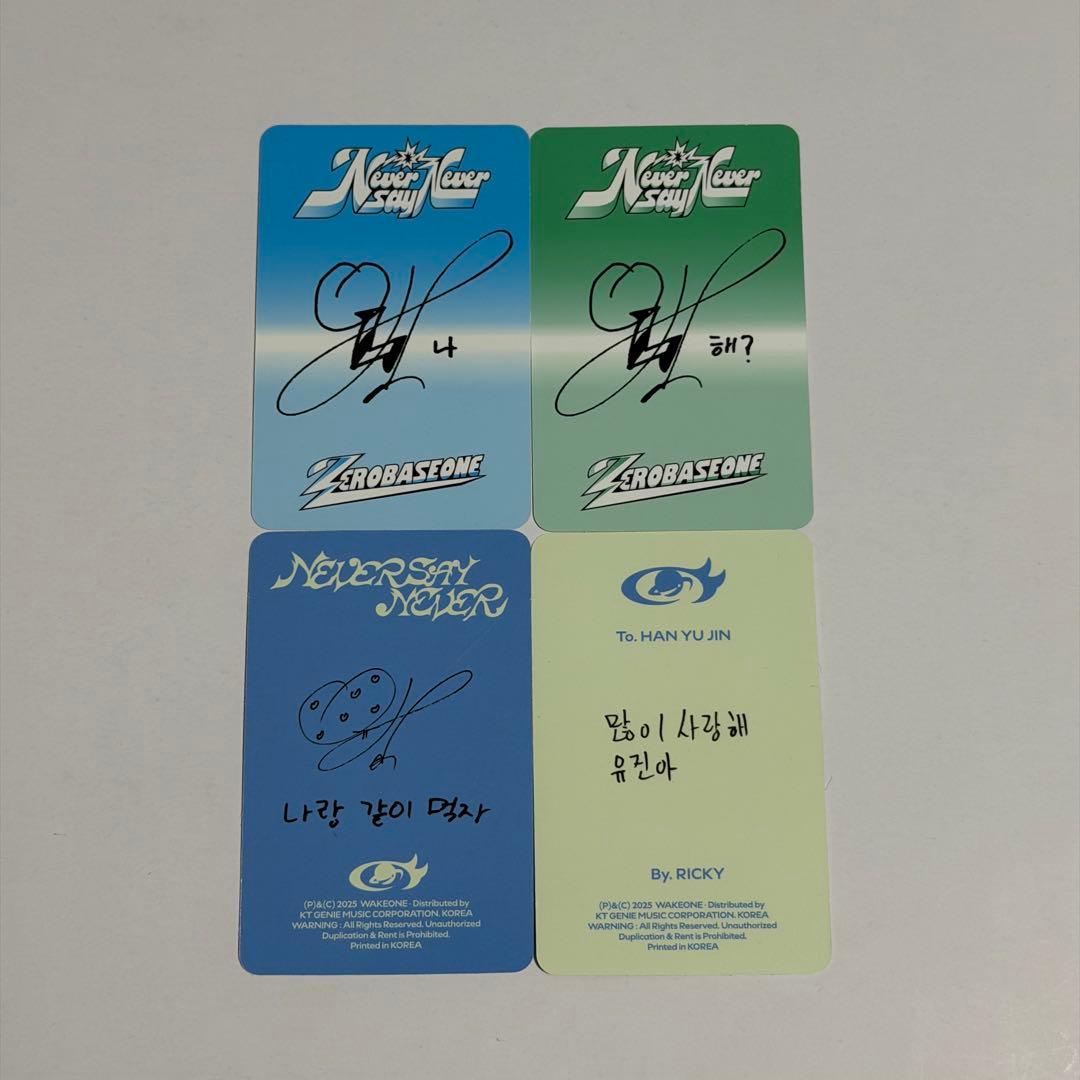 Never Never
say
나
ZEROBASEONE
Never Never
say
해?
ZEROBASEONE
NEVER SAY
NEVER
나랑 같이 먹자
(P)&(C) 2025 WAKEONE · Distributed by
KT GENIE MUSIC CORPORATION. KOREA
WARNING : All Rights Reserved. Unauthorized
Duplication & Rent is Prohibited.
Printed in KOREA
To. HAN YU JIN
많이 사랑해
유진아
By. RICKY
(P)&(C) 2025 WAKEONE · Distributed by
KT GENIE MUSIC CORPORATION. KOREA
WARNING : All Rights Reserved. Unauthorized
Duplication & Rent is Prohibited.
Printed in KOREA